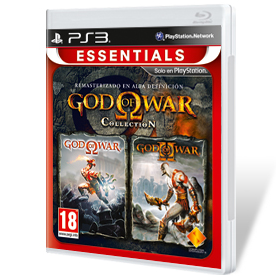 PS3
PlayStation Network
ESSENTIALS
Solo en PlayStation.
REMASTERIZADO EN ALTA DEFINICIÓN
GOD OF WAR
COLLECTION
GOD OF WAR
GOD OF WAR
II
18
www.pegi.info